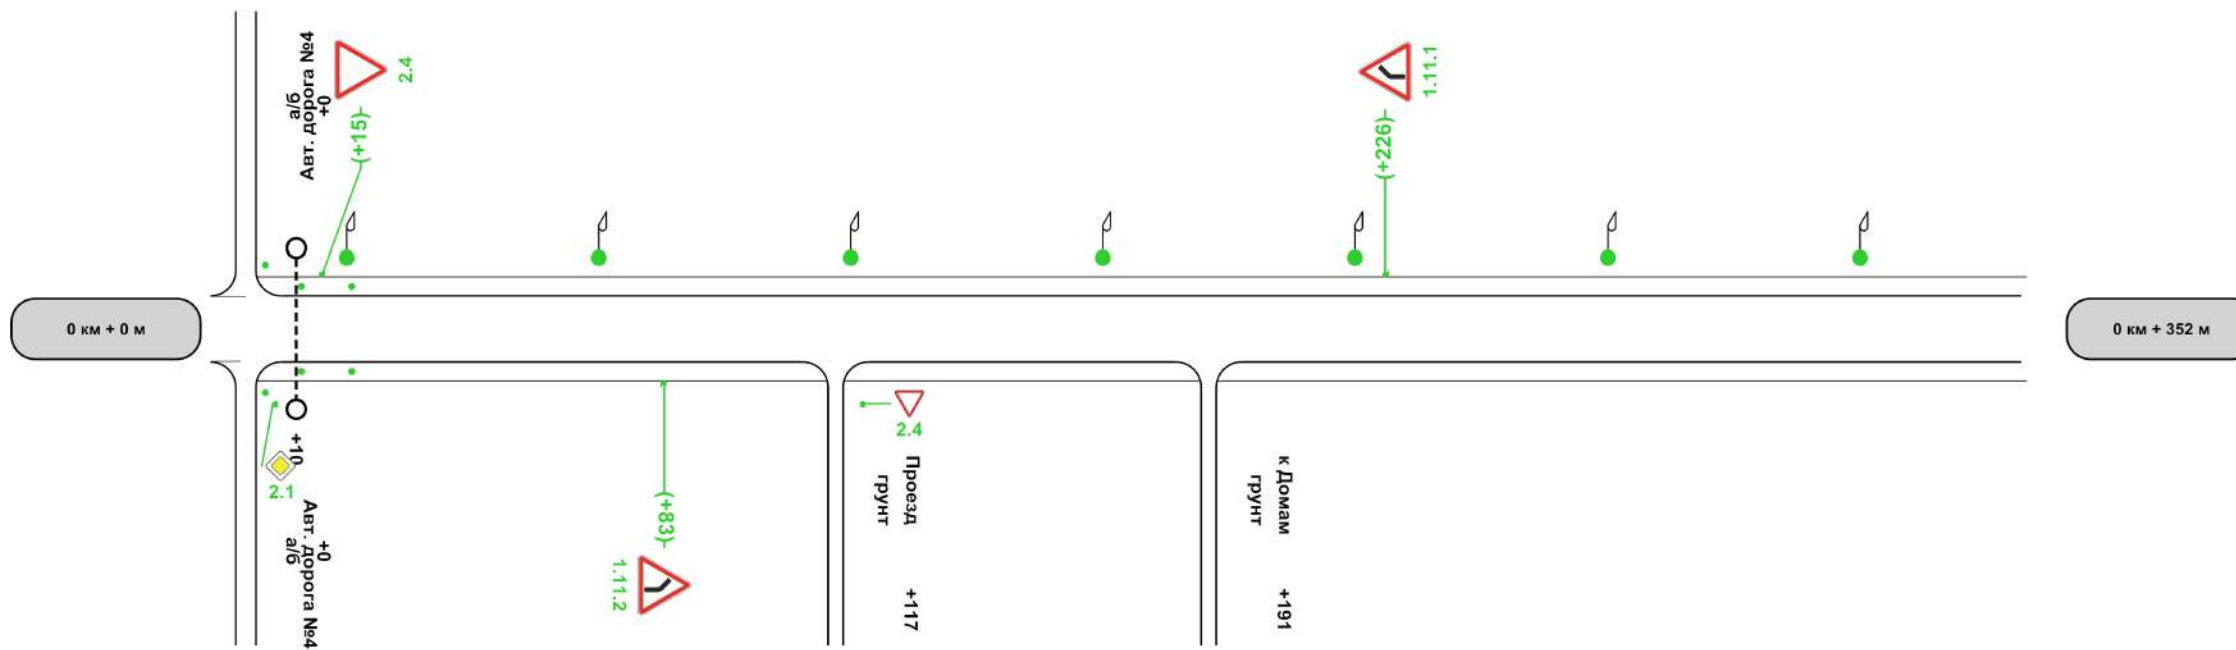 Авт. дорога №4
а/б
+0
2.4
(+15)-
1.11.1
(+226)-
0 км + 0 м
0 км + 352 м
+10
2.1
Авт. дорога №4
а/б
+0
(+83)-
1.11.2
2.4
Проезд
грунт
+117
к Домам
грунт
+191